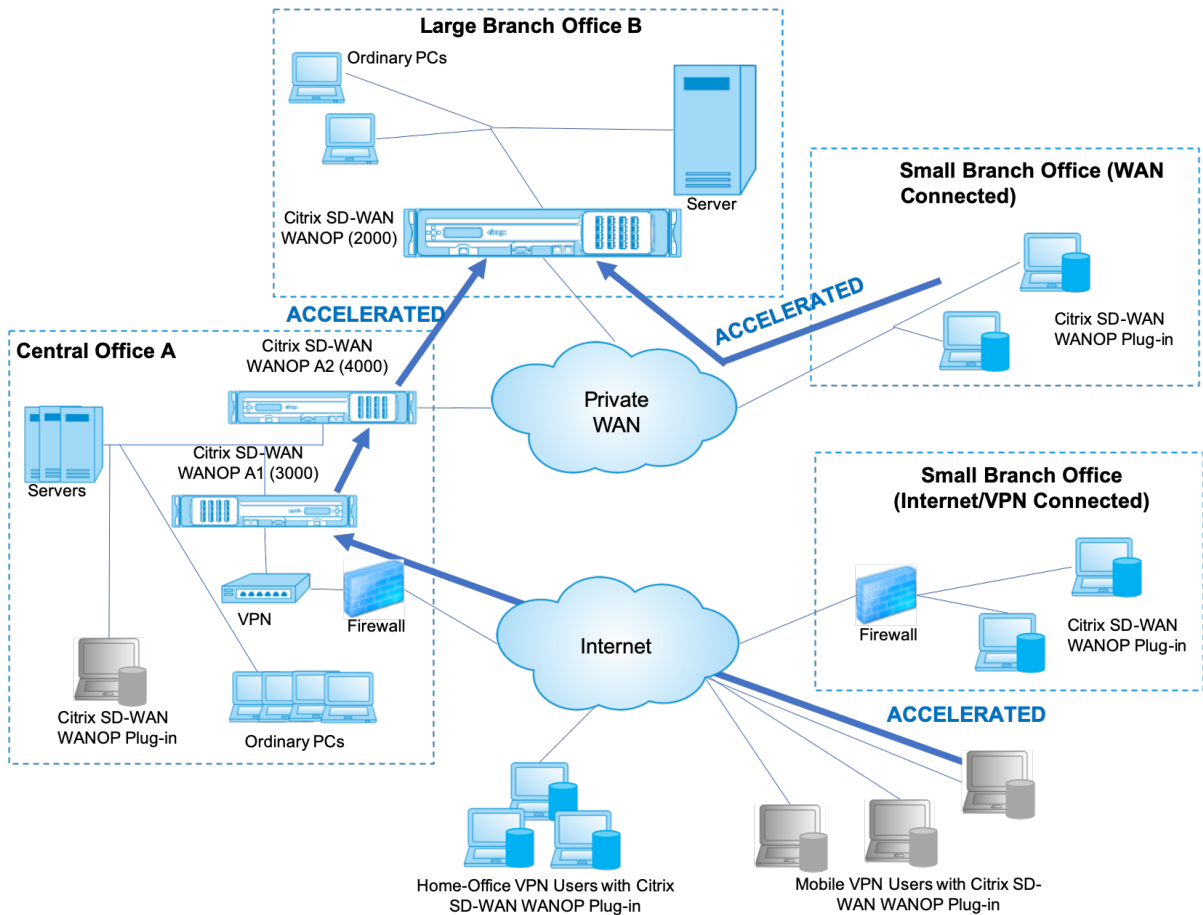 Large Branch Office B
Ordinary PCs
Server
Citrix SD-WAN
WANOP (2000)
Small Branch Office (WAN
Connected)
Citrix SD-WAN
WANOP Plug-in
ACCELERATED
ACCELERATED
Central Office A
Citrix SD-WAN
WANOP A2 (4000)
Private
WAN
Citrix SD-WAN
WANOP A1 (3000)
Servers
Small Branch Office
(Internet/VPN Connected)
VPN
Firewall
Internet
Firewall
Citrix SD-WAN
WANOP Plug-in
Citrix SD-WAN
WANOP Plug-in
Ordinary PCs
ACCELERATED
Home-Office VPN Users with Citrix
SD-WAN WANOP Plug-in
Mobile VPN Users with Citrix SD-
WAN WANOP Plug-in